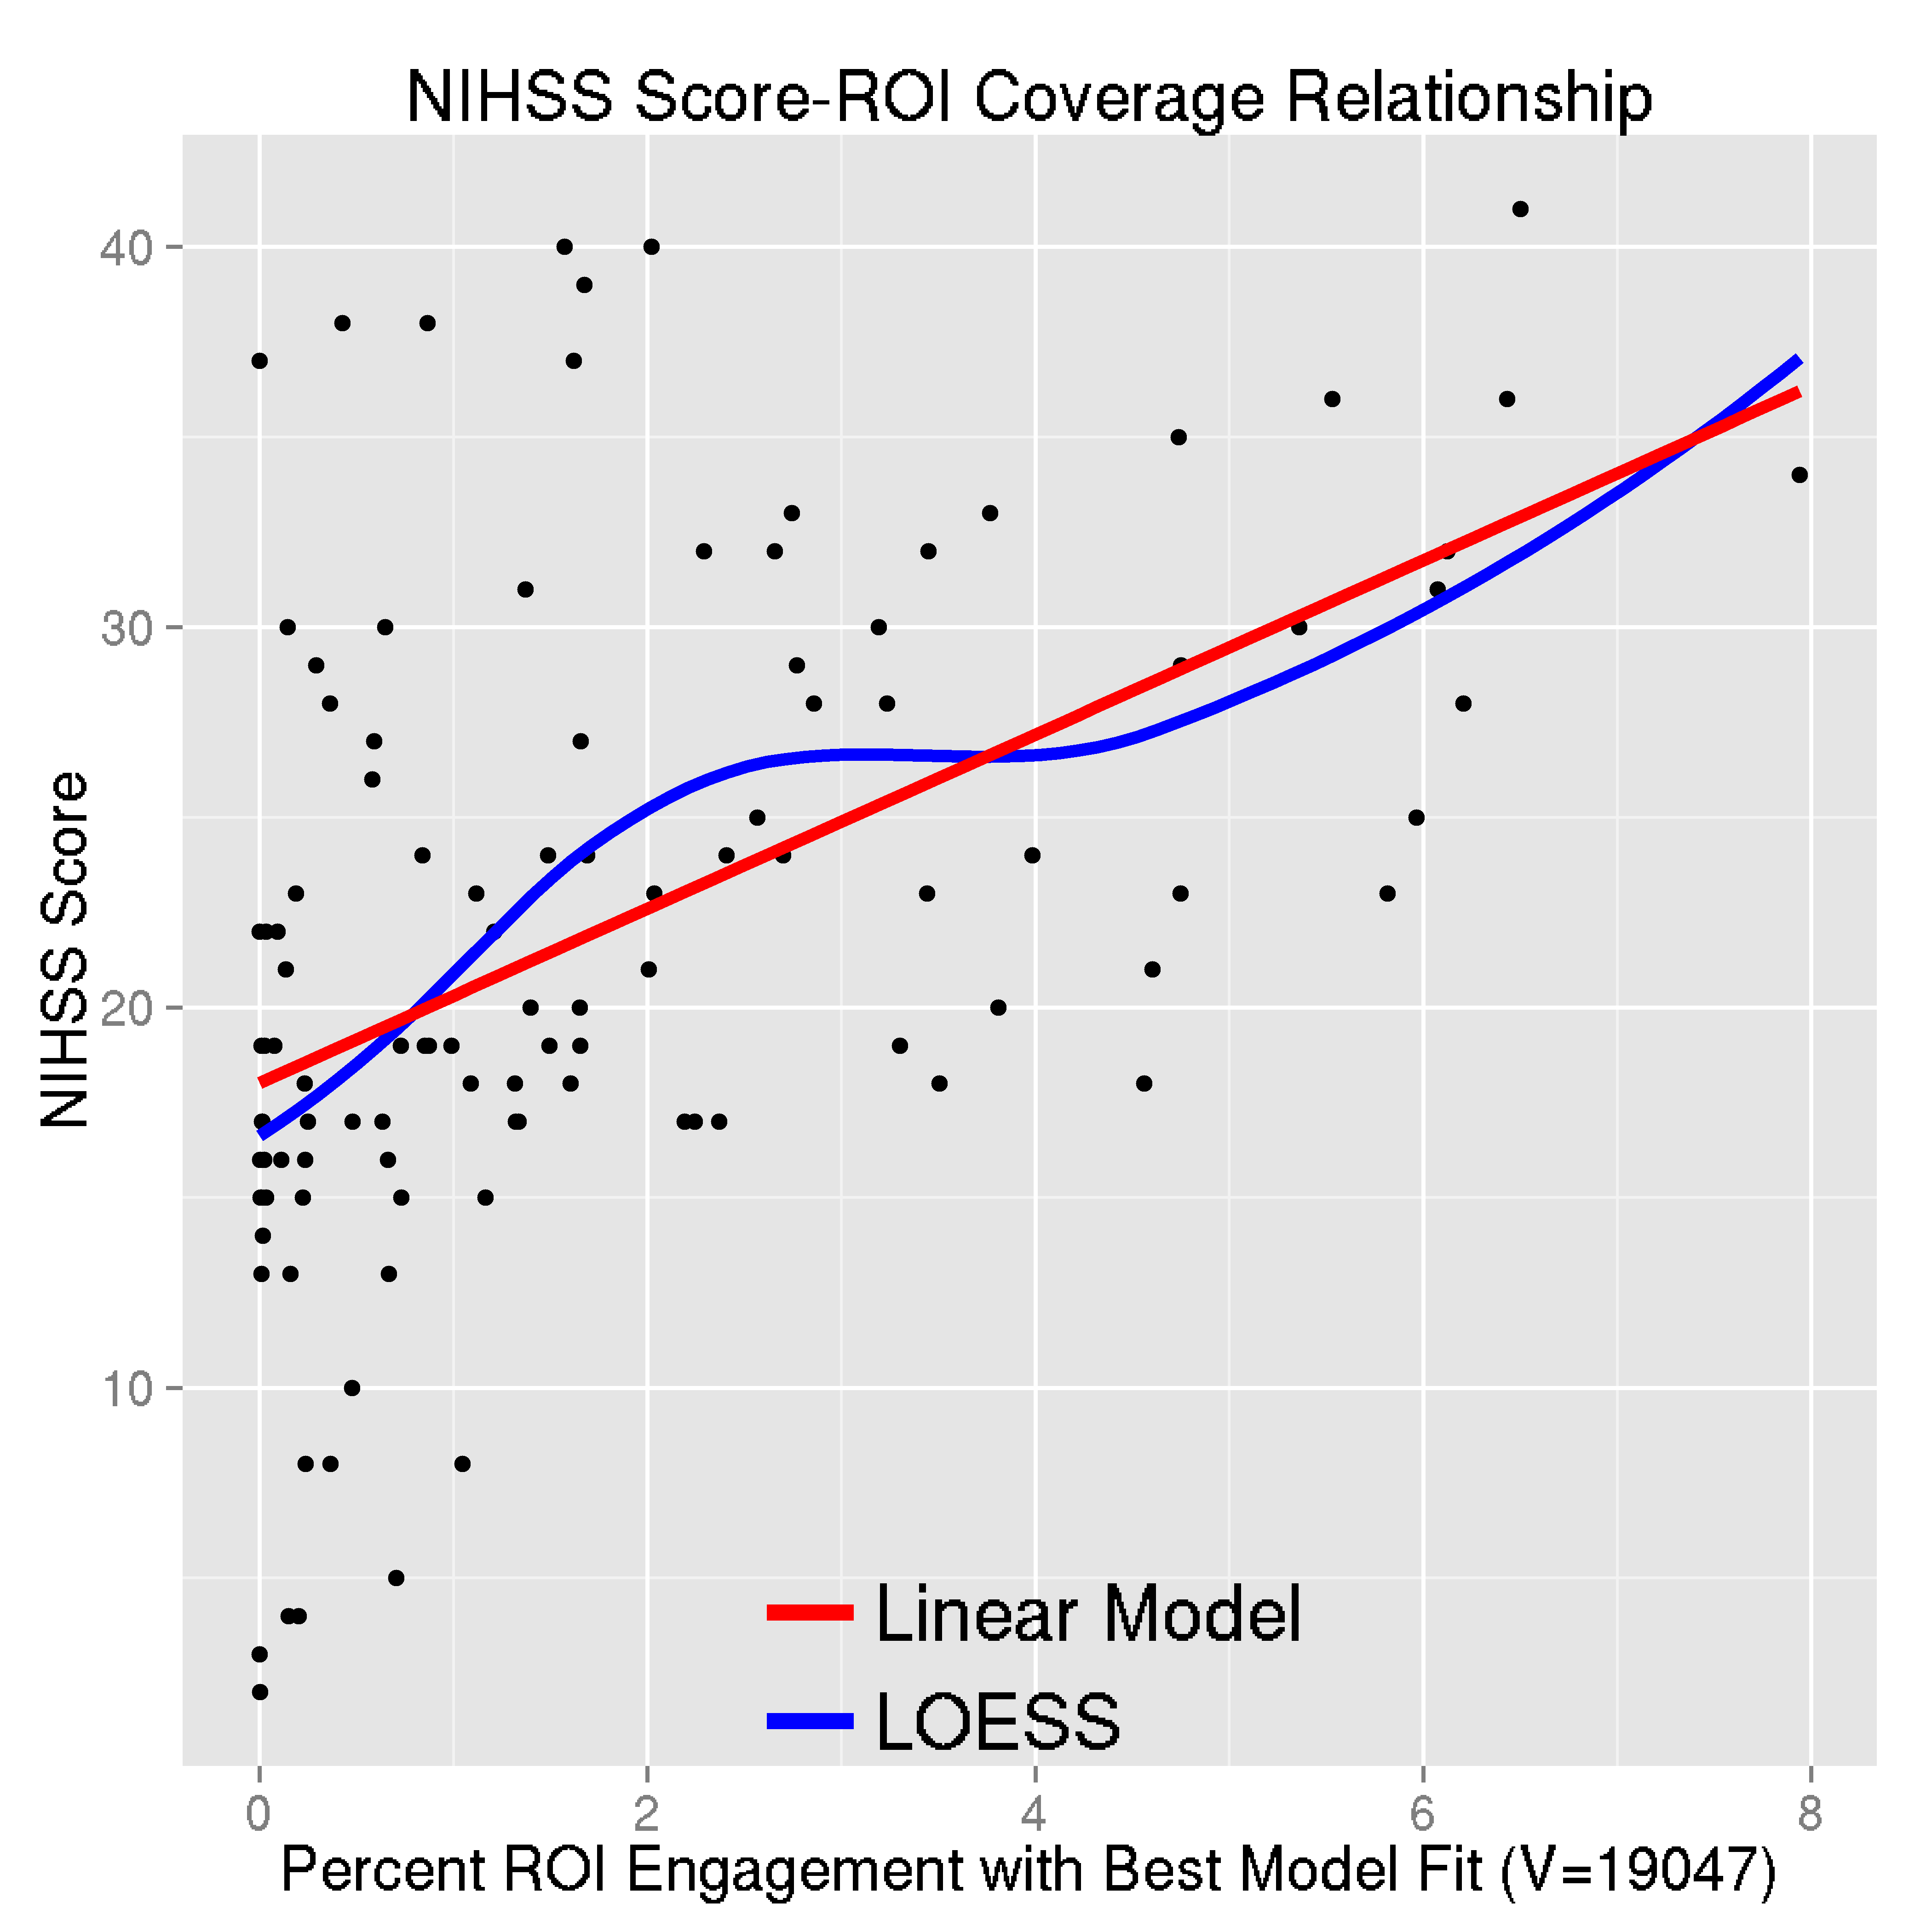 NIHSS Score-ROI Coverage Relationship
NIHSS Score
40
30
20
10
Linear Model
LOESS
0 2 4 6 8
Percent ROI Engagement with Best Model Fit (V=19047)